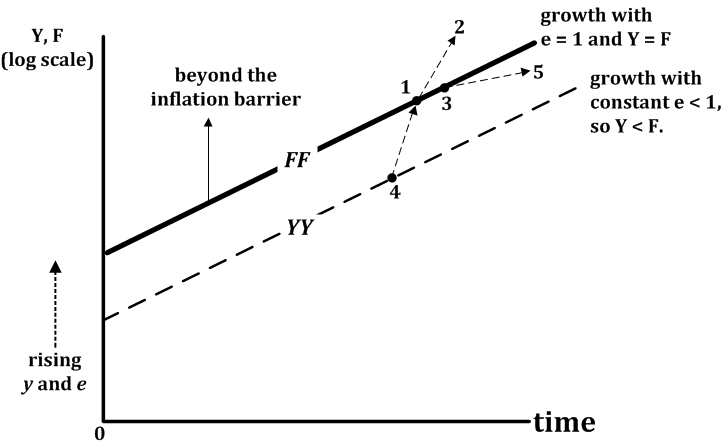 Y, F
(log scale)
beyond the
inflation barrier
growth with
e = 1 and Y = F
growth with
constant e < 1,
so Y < F.
1
2
3
5
4
FF
YY
rising
y and e
0
time